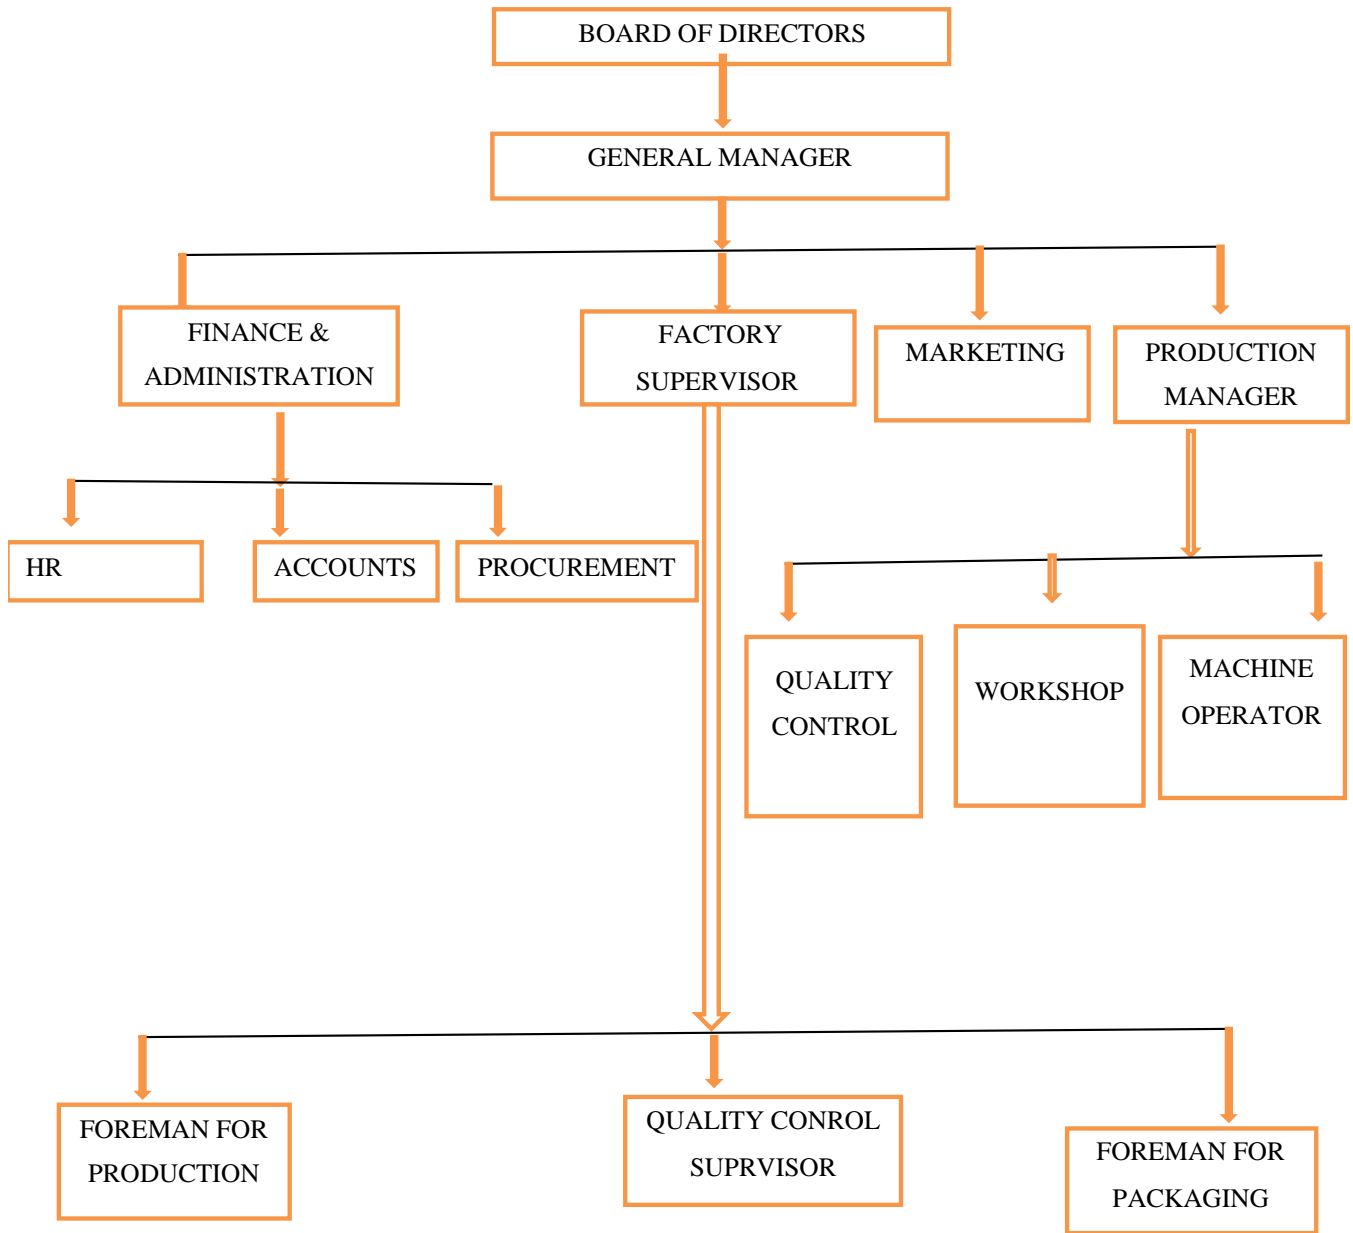 BOARD OF DIRECTORS
GENERAL MANAGER
FINANCE &
ADMINISTRATION
FACTORY
SUPERVISOR
MARKETING
PRODUCTION
MANAGER
HR
ACCOUNTS
PROCUREMENT
QUALITY
CONTROL
WORKSHOP
MACHINE
OPERATOR
FOREMAN FOR
PRODUCTION
QUALITY CONROL
SUPRVISOR
FOREMAN FOR
PACKAGING